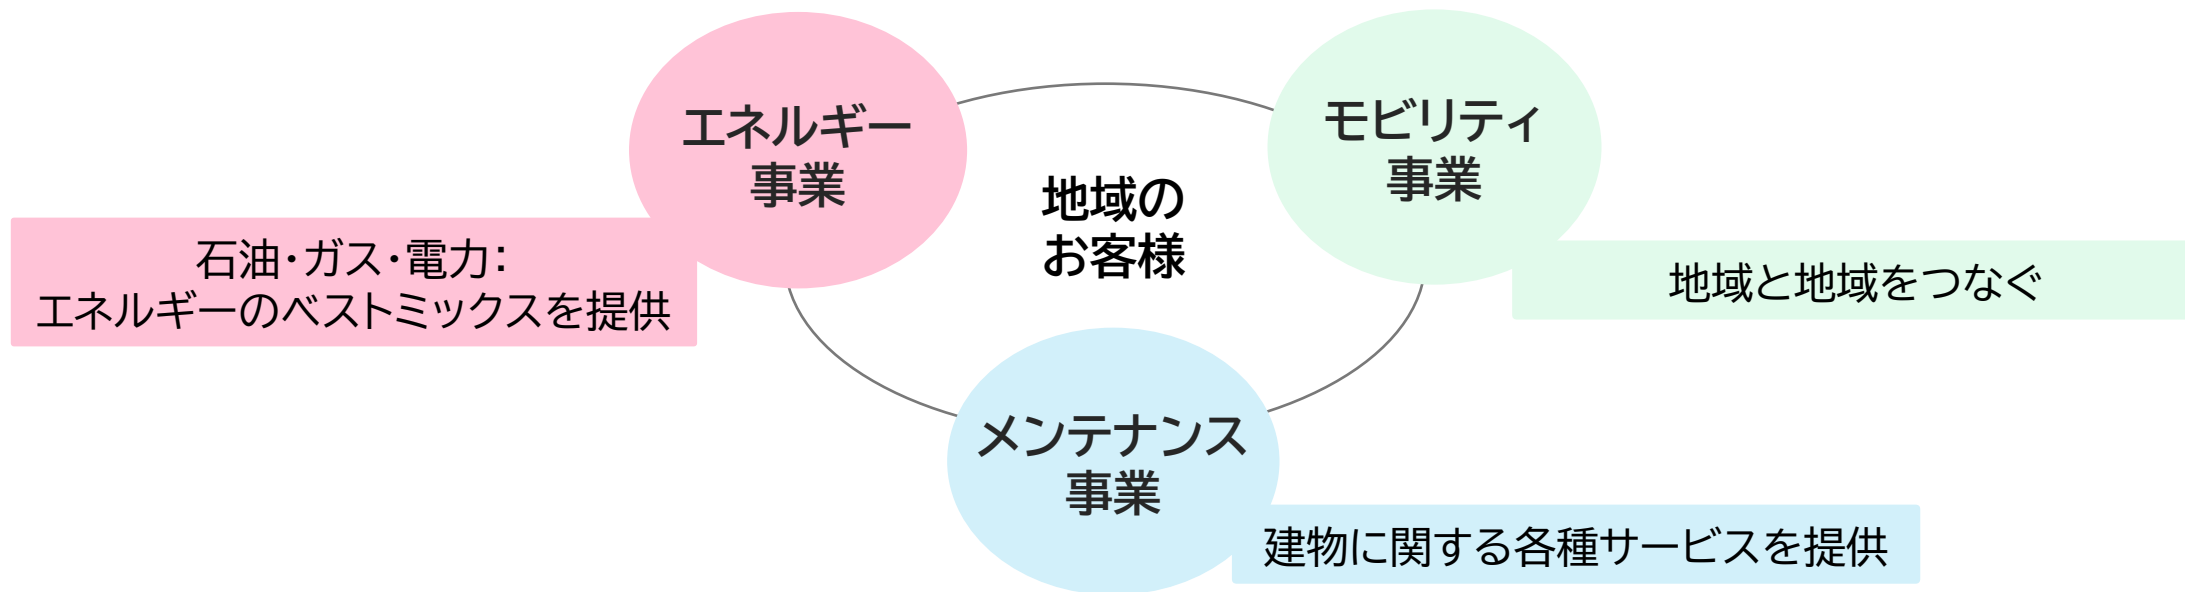 エネルギー
事業
石油・ガス・電力：
エネルギーのベストミックスを提供
地域の
お客様
モビリティ
事業
地域と地域をつなぐ
メンテナンス
事業
建物に関する各種サービスを提供